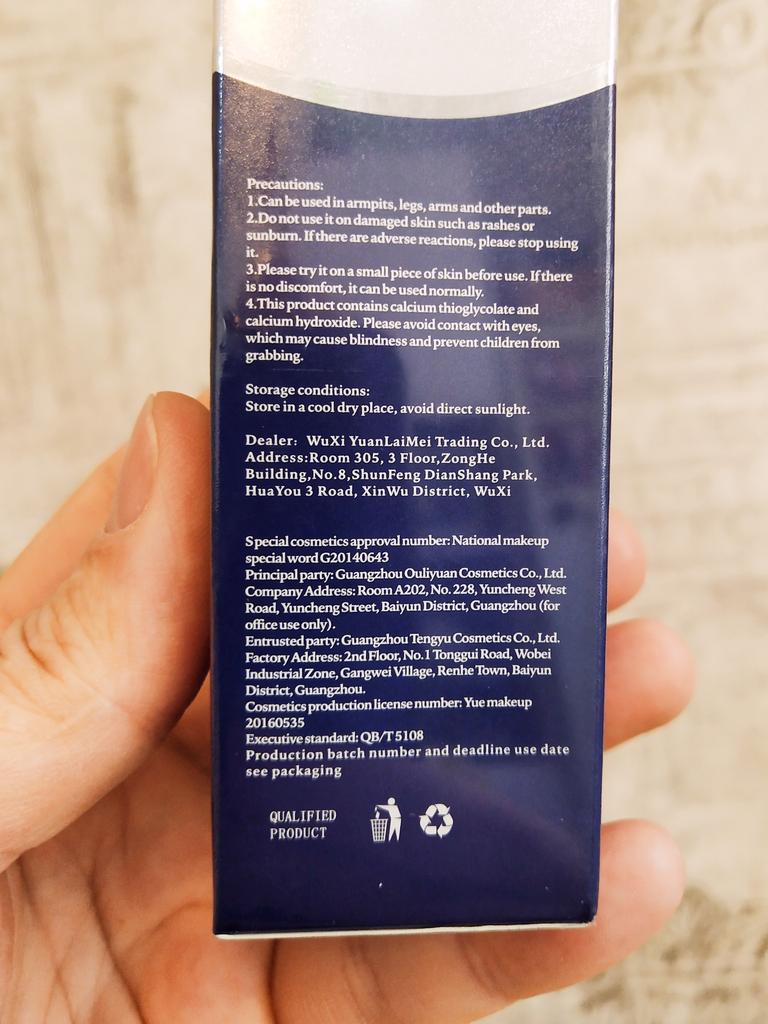 Precautions:
1.Can be used in armpits, legs, arms and other parts.
2.Do not use it on damaged skin such as rashes or
sunburn. If there are adverse reactions, please stop using
it.
3.Please try it on a small piece of skin before use. If there
is no discomfort, it can be used normally.
4.This product contains calcium thioglycolate and
calcium hydroxide. Please avoid contact with eyes,
which may cause blindness and prevent children from
grabbing.
Storage conditions:
Store in a cool dry place, avoid direct sunlight.
Dealer: WuXi YuanLaiMei Trading Co., Ltd.
Address:Room 305, 3 Floor,ZongHe
Building,No.8,ShunFeng DianShang Park,
HuaYou 3 Road, XinWu District, WuXi
Special cosmetics approval number: National makeup
special word G20140643
Principal party: Guangzhou Ouliyuan Cosmetics Co., Ltd.
Company Address: Room A202, No. 228, Yuncheng West
Road, Yuncheng Street, Baiyun District, Guangzhou (for
office use only).
Entrusted party: Guangzhou Tengyu Cosmetics Co., Ltd.
Factory Address: 2nd Floor, No.1 Tonggui Road, Wobei
Industrial Zone, Gangwei Village, Renhe Town, Baiyun
District, Guangzhou.
Cosmetics production license number: Yue makeup
20160535
Executive standard: QB/T 5108
Production batch number and deadline use date
see packaging
QUALIFIED
PRODUCT